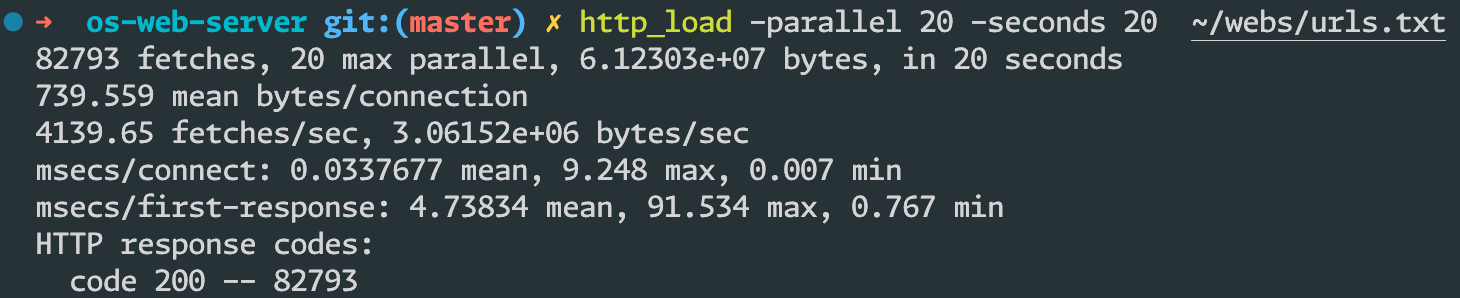 ➜ os-web-server git:(master) ✗ http_load -parallel 20 -seconds 20 ~/webs/urls.txt
82793 fetches, 20 max parallel, 6.12303e+07 bytes, in 20 seconds
739.559 mean bytes/connection
4139.65 fetches/sec, 3.06152e+06 bytes/sec
msecs/connect: 0.0337677 mean, 9.248 max, 0.007 min
msecs/first-response: 4.73834 mean, 91.534 max, 0.767 min
HTTP response codes:
  code 200 -- 82793